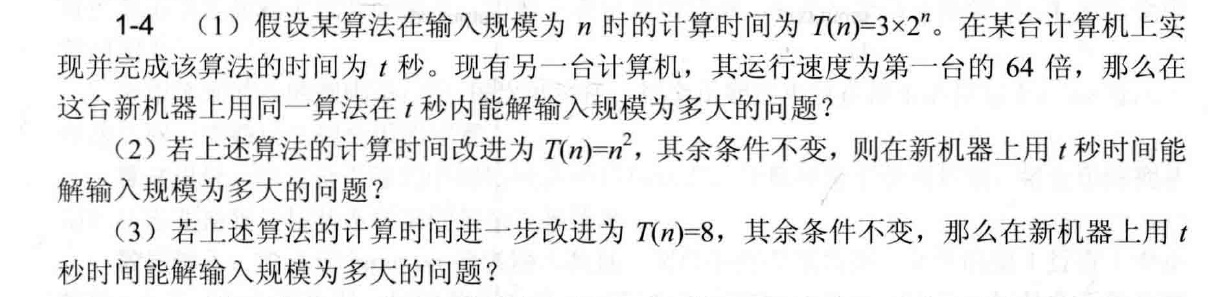 1-4 （1）假设某算法在输入规模为 n 时的计算时间为 T(n)=3×2ⁿ。在某台计算机上实
现并完成该算法的时间为 t 秒。现有另一台计算机，其运行速度为第一台的 64 倍，那么在
这台新机器上用同一算法在 t 秒内能解输入规模为多大的问题？
（2）若上述算法的计算时间改进为 T(n)=n²，其余条件不变，则在新机器上用 t 秒时间能
解输入规模为多大的问题？
（3）若上述算法的计算时间进一步改进为 T(n)=8，其余条件不变，那么在新机器上用 t
秒时间能解输入规模为多大的问题？